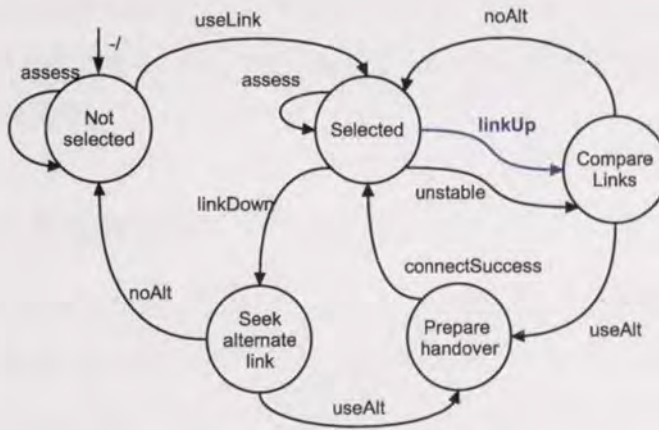 -/
useLink
noAlt
assess
assess
Not
selected
Selected
linkUp
Compare
Links
unstable
linkDown
connectSuccess
noAlt
Seek
alternate
link
Prepare
handover
useAlt
useAlt